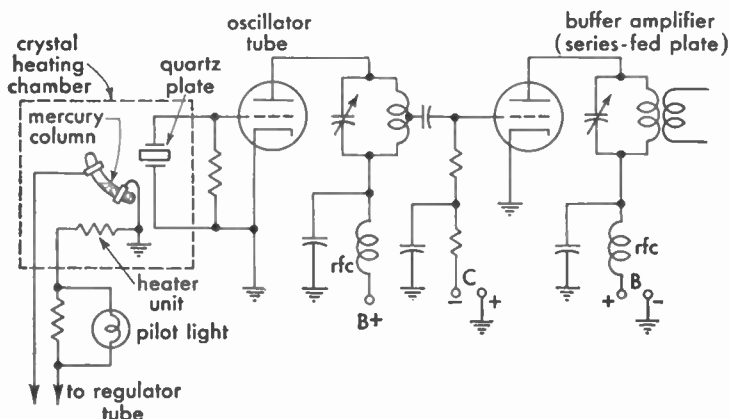 crystal
heating
chamber
mercury
column
quartz
plate
oscillator
tube
buffer amplifier
(series-fed plate)
heater
unit
pilot light
to regulator
tube
rfc
B+
C
− +
rfc
B
+ −